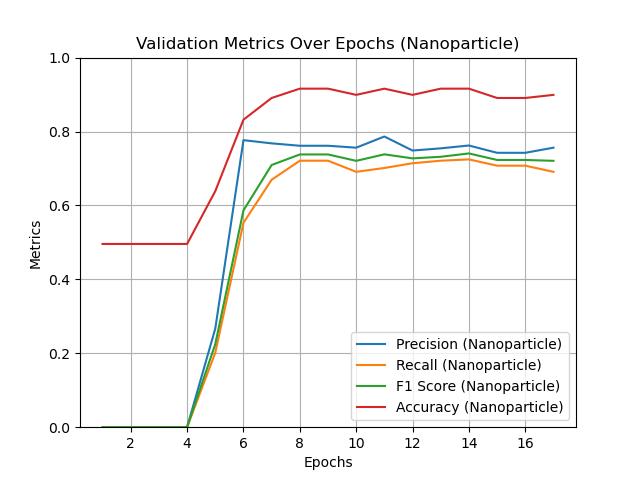 Validation Metrics Over Epochs (Nanoparticle)
1.0
0.8
0.6
0.4
0.2
0.0
Metrics
Precision (Nanoparticle)
Recall (Nanoparticle)
F1 Score (Nanoparticle)
Accuracy (Nanoparticle)
2 4 6 8 10 12 14 16
Epochs